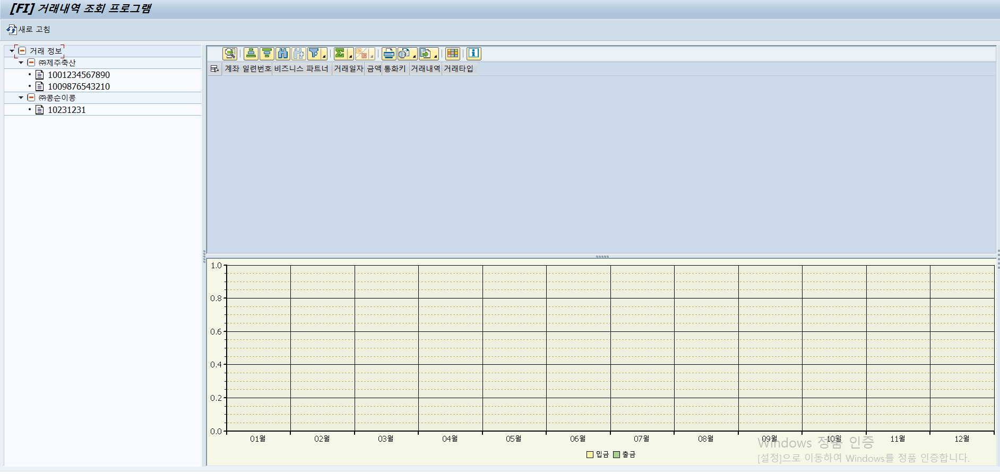 [FI] 거래내역 조회 프로그램
새로 고침
거래 정보
㈜제주축산
1001234567890
1009876543210
㈜콩순이콩
10231231
계좌 일련번호 비즈니스 파트너 거래일자 금액 통화키 거래내역 거래타입
1.0
0.8
0.6
0.4
0.2
0.0
01월 02월 03월 04월 05월 06월 07월 08월 09월 10월 11월 12월
입금 출금
Windows 정품 인증
[설정]으로 이동하여 Windows를 정품 인증합니다.